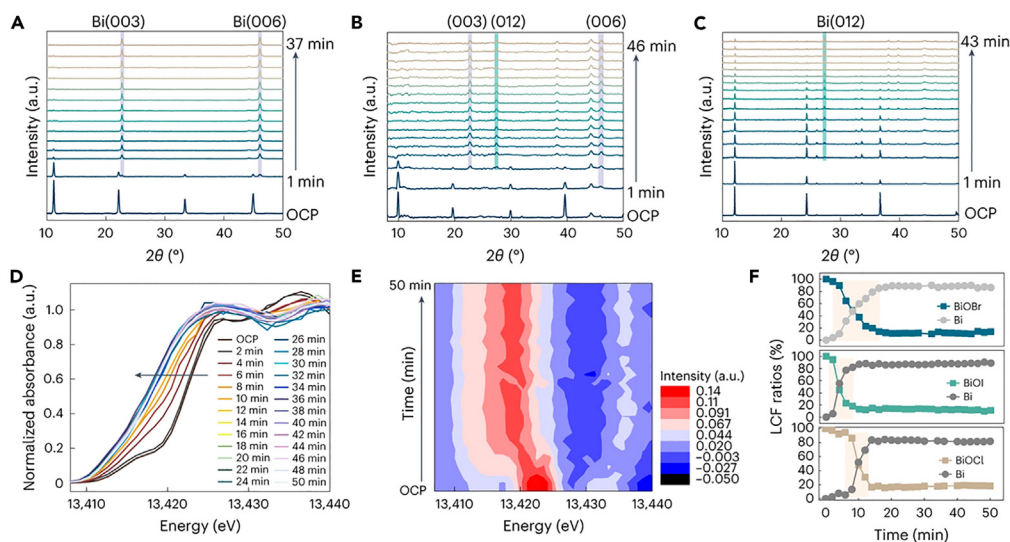 A
Bi(003)
Bi(006)
37 min
1 min
OCP
Intensity (a.u.)
10 20 30 40 50
2θ (°)
B
(003) (012)
(006)
46 min
1 min
OCP
Intensity (a.u.)
10 20 30 40 50
2θ (°)
C
Bi(012)
43 min
1 min
OCP
Intensity (a.u.)
10 20 30 40 50
2θ (°)
D
Normalized absorbance (a.u.)
1.0
0.8
0.6
0.4
0.2
0
OCP
2 min
4 min
6 min
8 min
10 min
12 min
14 min
16 min
18 min
20 min
22 min
24 min
26 min
28 min
30 min
32 min
34 min
36 min
38 min
40 min
42 min
44 min
46 min
48 min
50 min
13,410 13,420 13,430 13,440
Energy (eV)
E
50 min
Time (min)
OCP
13,410 13,420 13,430 13,440
Energy (eV)
Intensity (a.u.)
0.14
0.11
0.091
0.067
0.044
0.020
−0.003
−0.027
−0.050
F
LCF ratios (%)
100
80
60
40
20
0
BiOBr
Bi
100
80
60
40
20
0
BiOI
Bi
100
80
60
40
20
0
BiOCl
Bi
0 10 20 30 40 50
Time (min)